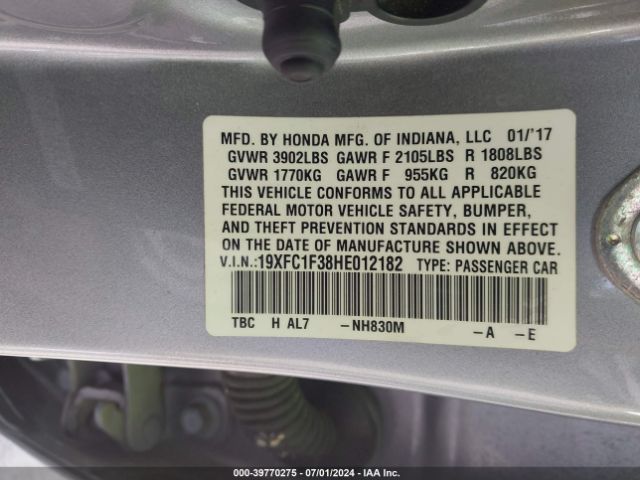 MFD. BY HONDA MFG. OF INDIANA, LLC 01/'17
GVWR 3902LBS GAWR F 2105LBS R 1808LBS
GVWR 1770KG GAWR F 955KG R 820KG
THIS VEHICLE CONFORMS TO ALL APPLICABLE
FEDERAL MOTOR VEHICLE SAFETY, BUMPER,
AND THEFT PREVENTION STANDARDS IN EFFECT
ON THE DATE OF MANUFACTURE SHOWN ABOVE.
V.I.N.:19XFC1F38HE012182 TYPE: PASSENGER CAR
TBC H AL7 -NH830M -A -E
000-39770275 - 07/01/2024 - IAA Inc.